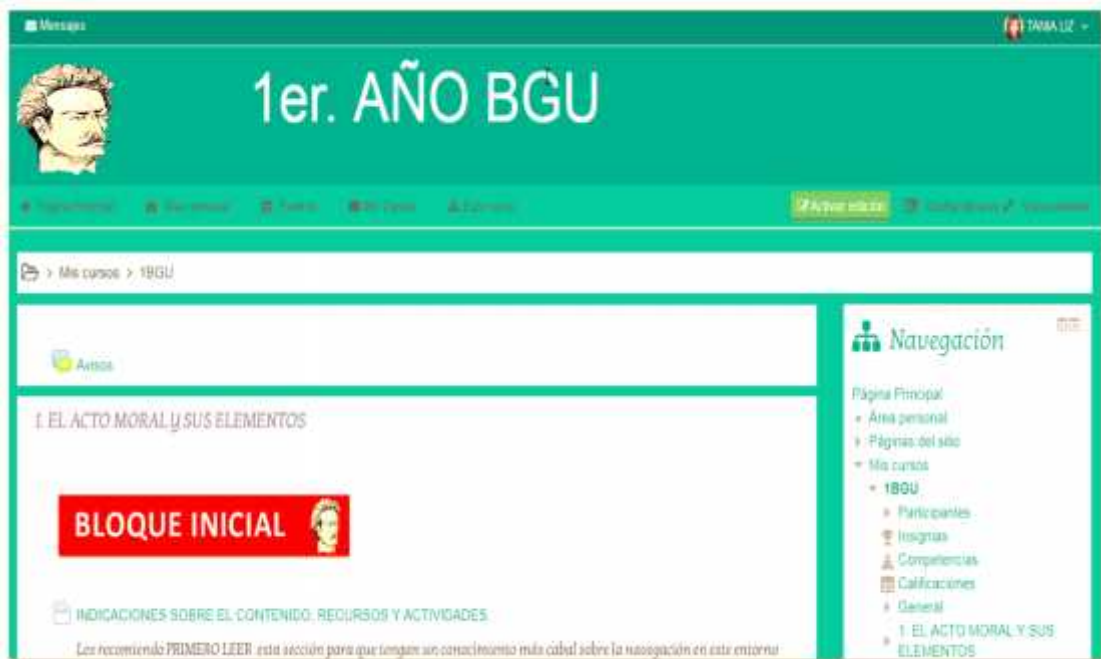 Mensajes
TANIA LIZ
1er. AÑO BGU
Activar edición
> Mis cursos > 1BGU
Avisos
1. EL ACTO MORAL y SUS ELEMENTOS
BLOQUE INICIAL
INDICACIONES SOBRE EL CONTENIDO, RECURSOS Y ACTIVIDADES
Les recomiendo PRIMERO LEER esta sección para que tengan un conocimiento más cabal sobre la navegación en este entorno
Navegación
Página Principal
Área personal
Páginas del sitio
Mis cursos
1BGU
Participantes
Insignias
Competencias
Calificaciones
General
1. EL ACTO MORAL Y SUS
ELEMENTOS